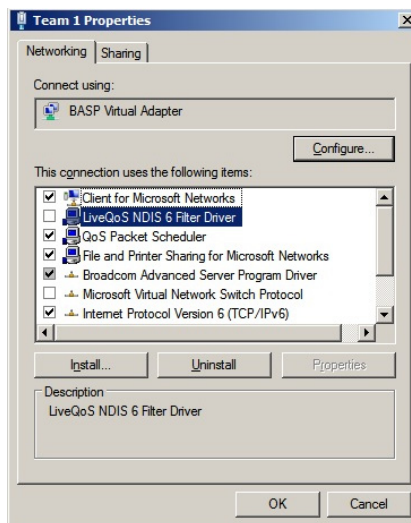 Team 1 Properties
Networking
Sharing
Connect using:
BASP Virtual Adapter
Configure...
This connection uses the following items:
Client for Microsoft Networks
LiveQoS NDIS 6 Filter Driver
QoS Packet Scheduler
File and Printer Sharing for Microsoft Networks
Broadcom Advanced Server Program Driver
Microsoft Virtual Network Switch Protocol
Internet Protocol Version 6 (TCP/IPv6)
Install...
Uninstall
Properties
Description
LiveQoS NDIS 6 Filter Driver
OK
Cancel